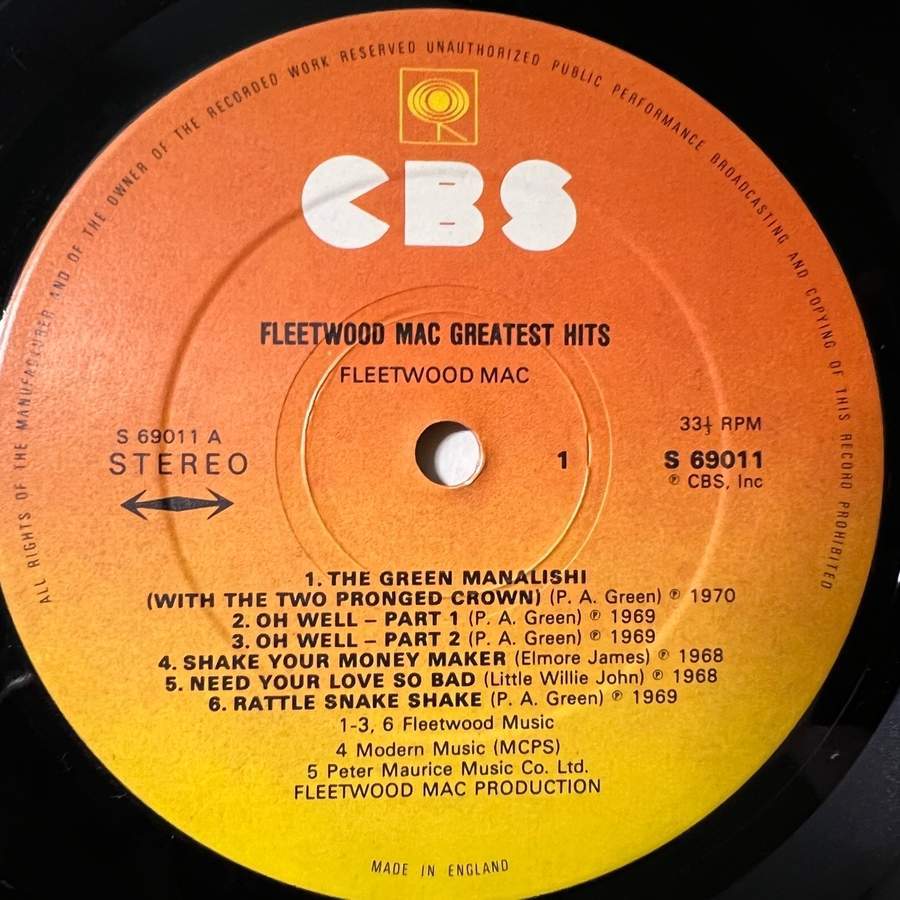 ALL RIGHTS OF THE MANUFACTURER AND OF THE OWNER OF THE RECORDED WORK RESERVED UNAUTHORIZED PUBLIC PERFORMANCE BROADCASTING AND COPYING OF THIS RECORD PROHIBITED
CBS
FLEETWOOD MAC GREATEST HITS
FLEETWOOD MAC
S 69011 A
STEREO
1
33⅓ RPM
S 69011
℗ CBS, Inc
1. THE GREEN MANALISHI
(WITH THE TWO PRONGED CROWN) (P. A. Green) ℗ 1970
2. OH WELL – PART 1 (P. A. Green) ℗ 1969
3. OH WELL – PART 2 (P. A. Green) ℗ 1969
4. SHAKE YOUR MONEY MAKER (Elmore James) ℗ 1968
5. NEED YOUR LOVE SO BAD (Little Willie John) ℗ 1968
6. RATTLE SNAKE SHAKE (P. A. Green) ℗ 1969
1-3, 6 Fleetwood Music
4 Modern Music (MCPS)
5 Peter Maurice Music Co. Ltd.
FLEETWOOD MAC PRODUCTION
MADE IN ENGLAND